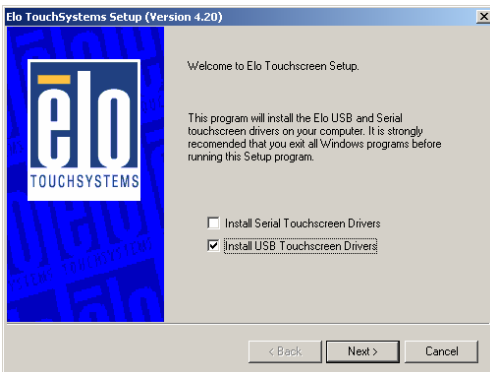 Elo TouchSystems Setup (Version 4.20)
elo
TOUCHSYSTEMS
Welcome to Elo Touchscreen Setup.
This program will install the Elo USB and Serial
touchscreen drivers on your computer. It is strongly
recomended that you exit all Windows programs before
running this Setup program.
Install Serial Touchscreen Drivers
Install USB Touchscreen Drivers
< Back
Next >
Cancel